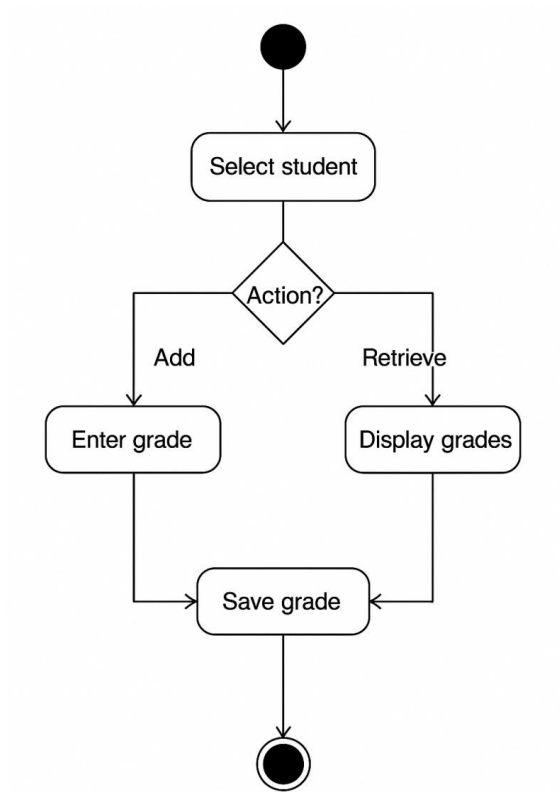 Select student
Action?
Add
Retrieve
Enter grade
Display grades
Save grade